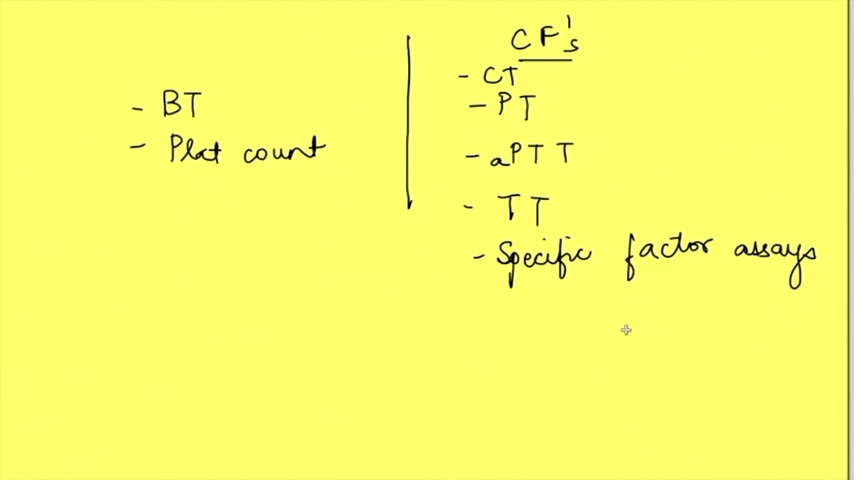 - BT
- Plat count
CF's
- CT
- PT
- aPTT
- TT
- Specific factor assays